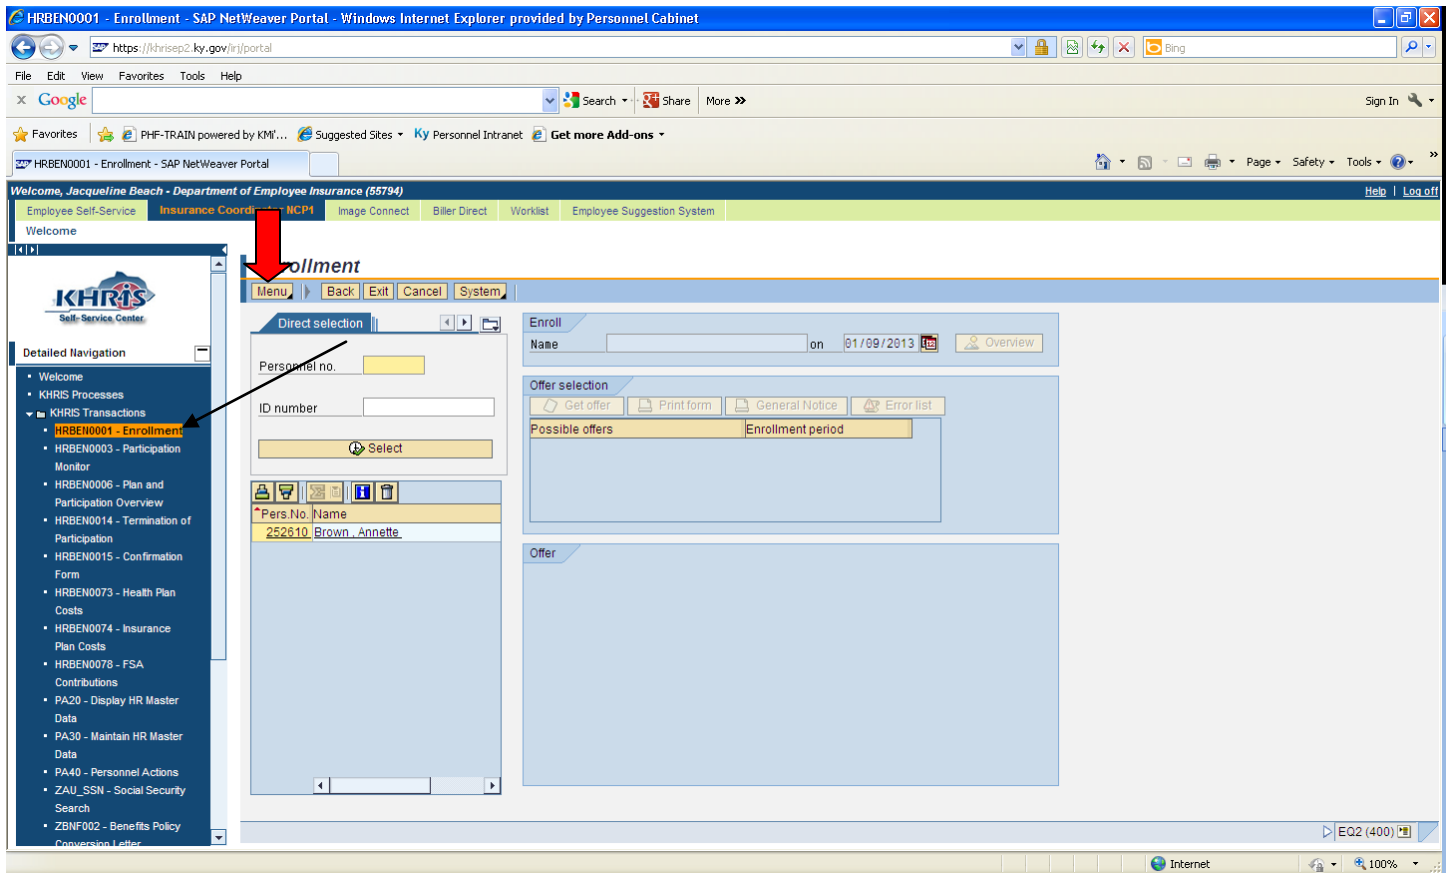 HRBEN0001 - Enrollment - SAP NetWeaver Portal - Windows Internet Explorer provided by Personnel Cabinet
https://khrisep2.ky.gov/irj/portal
Bing
File Edit View Favorites Tools Help
x Google Search Share More »
Sign In
Favorites PHF-TRAIN powered by KMi'... Suggested Sites Ky Personnel Intranet Get more Add-ons
HRBEN0001 - Enrollment - SAP NetWeaver Portal
Page Safety Tools »
Welcome, Jacqueline Beach - Department of Employee Insurance (55794)
Help | Log off
Employee Self-Service Insurance NCP1 Image Connect Biller Direct Worklist Employee Suggestion System
Welcome
KHRIS
Self-Service Center
Detailed Navigation
Welcome
KHRIS Processes
KHRIS Transactions
HRBEN0001 - Enrollment
HRBEN0003 - Participation
Monitor
HRBEN0006 - Plan and
Participation Overview
HRBEN0014 - Termination of
Participation
HRBEN0015 - Confirmation
Form
HRBEN0073 - Health Plan
Costs
HRBEN0074 - Insurance
Plan Costs
HRBEN0078 - FSA
Contributions
PA20 - Display HR Master
Data
PA30 - Maintain HR Master
Data
PA40 - Personnel Actions
ZAU_SSN - Social Security
Search
ZBNF002 - Benefits Policy
Conversion Letter
ollment
Menu Back Exit Cancel System
Direct selection
Personnel no.
ID number
Select
Pers.No. Name
252610 Brown , Annette
Enroll
Name on 01/09/2013 Overview
Offer selection
Get offer Print form General Notice Error list
Possible offers Enrollment period
Offer
EQ2 (400)
Internet 100%